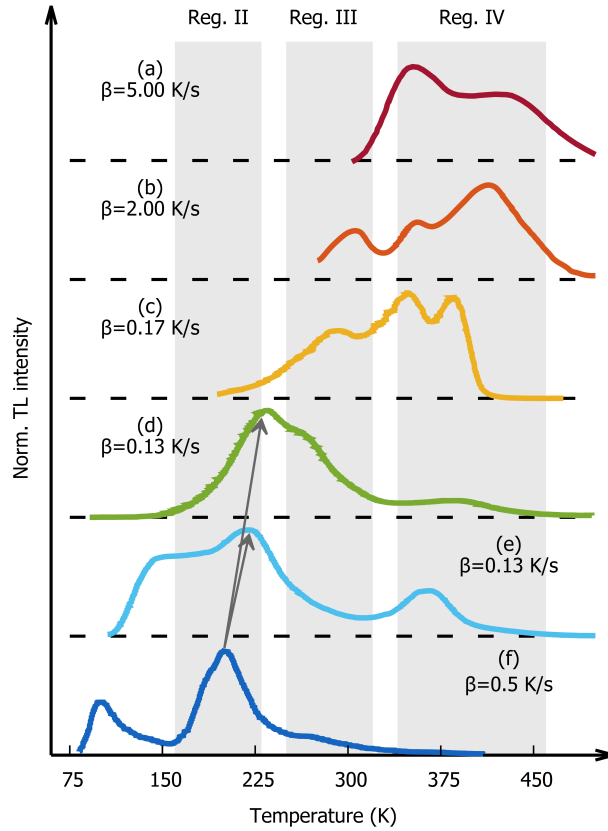 Reg. II Reg. III Reg. IV
(a)
β=5.00 K/s
(b)
β=2.00 K/s
(c)
β=0.17 K/s
(d)
β=0.13 K/s
(e)
β=0.13 K/s
(f)
β=0.5 K/s
Norm. TL intensity
75 150 225 300 375 450
Temperature (K)